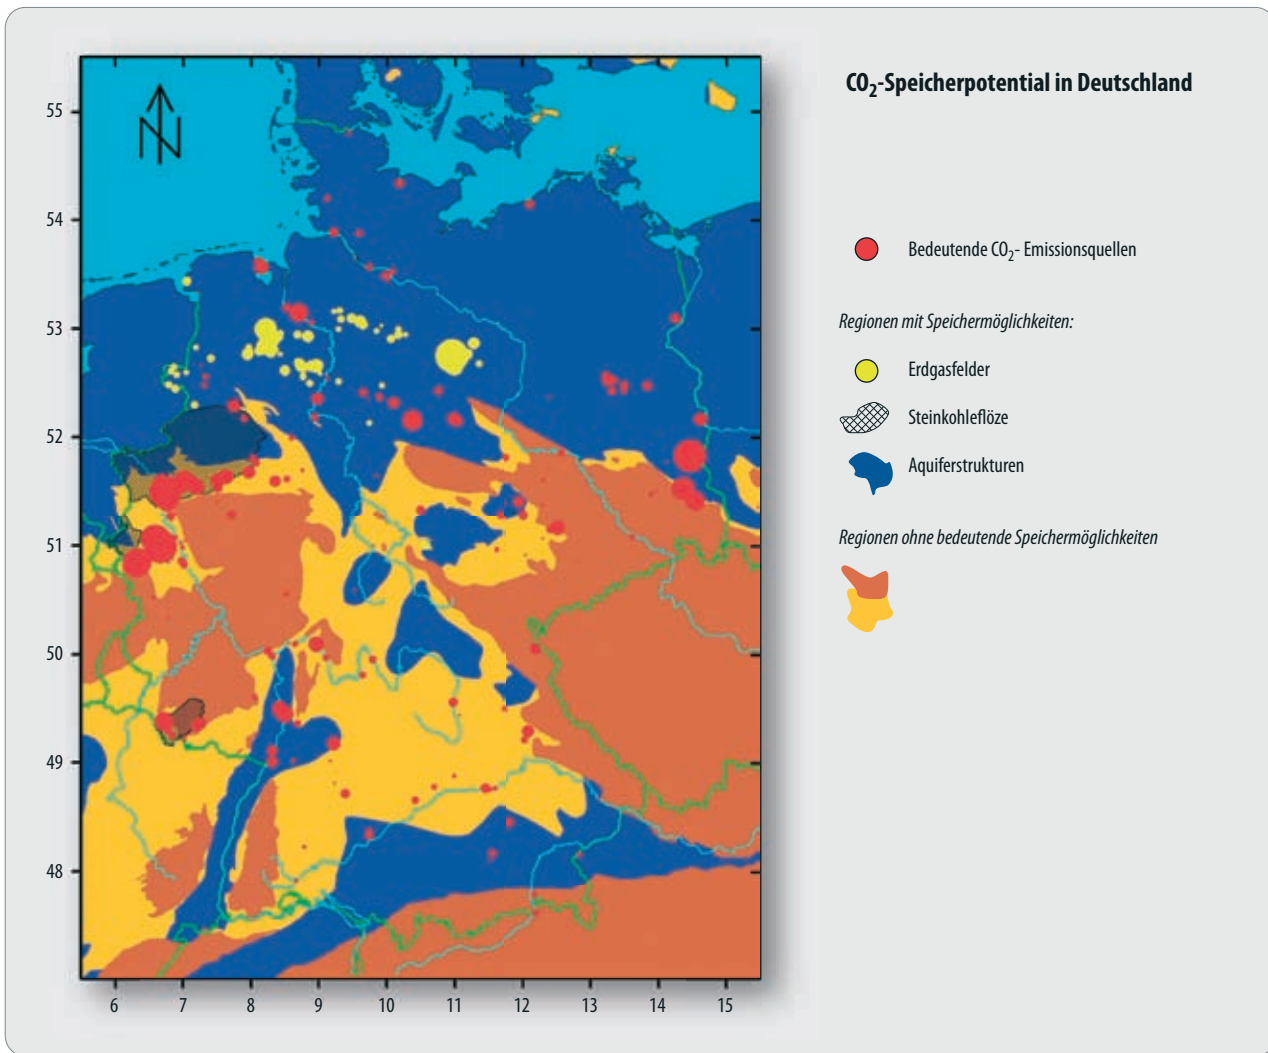 CO₂-Speicherpotential in Deutschland
N
55
54
53
52
51
50
49
48
6 7 8 9 10 11 12 13 14 15
Bedeutende CO₂- Emissionsquellen
Regionen mit Speichermöglichkeiten:
Erdgasfelder
Steinkohleflöze
Aquiferstrukturen
Regionen ohne bedeutende Speichermöglichkeiten